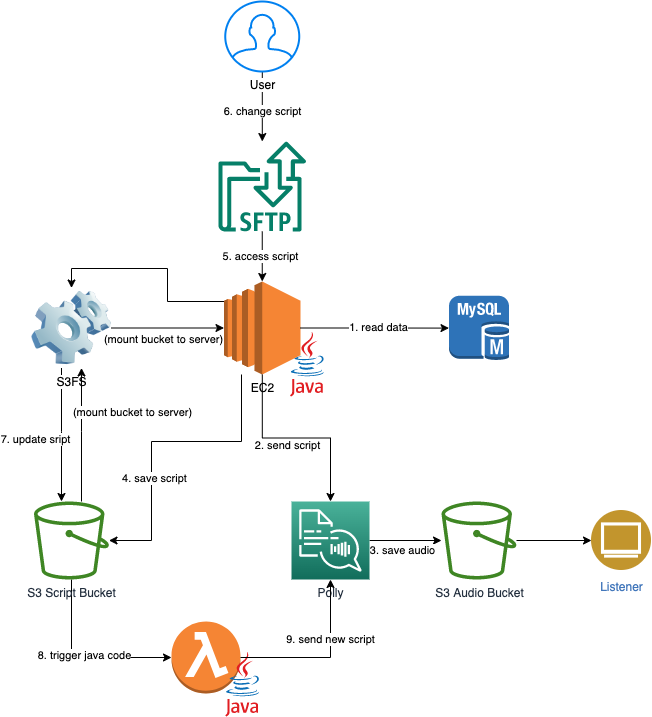 User
6. change script
SFTP
5. access script
MySQL
M
1. read data
(mount bucket to server)
S3FS
EC2
Java
(mount bucket to server)
7. update sript
2. send script
4. save script
3. save audio
S3 Script Bucket
Polly
S3 Audio Bucket
Listener
9. send new script
8. trigger java code
λ
Java